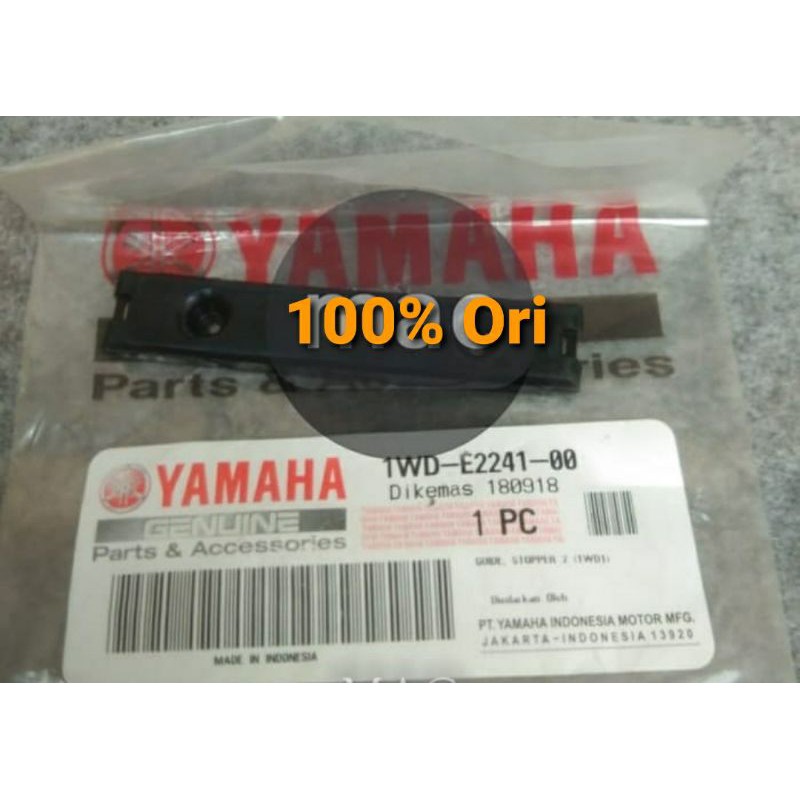 YAMAHA
100% Ori
mac
Parts & Accessories
YAMAHA
GENUINE
Parts & Accessories
1WD-E2241-00
Dikemas 180918
1 PC
GUIDE, STOPPER 2 (1WD1)
MADE IN INDONESIA
PT. YAMAHA INDONESIA MOTOR MFG.
JAKARTA-INDONESIA 13920